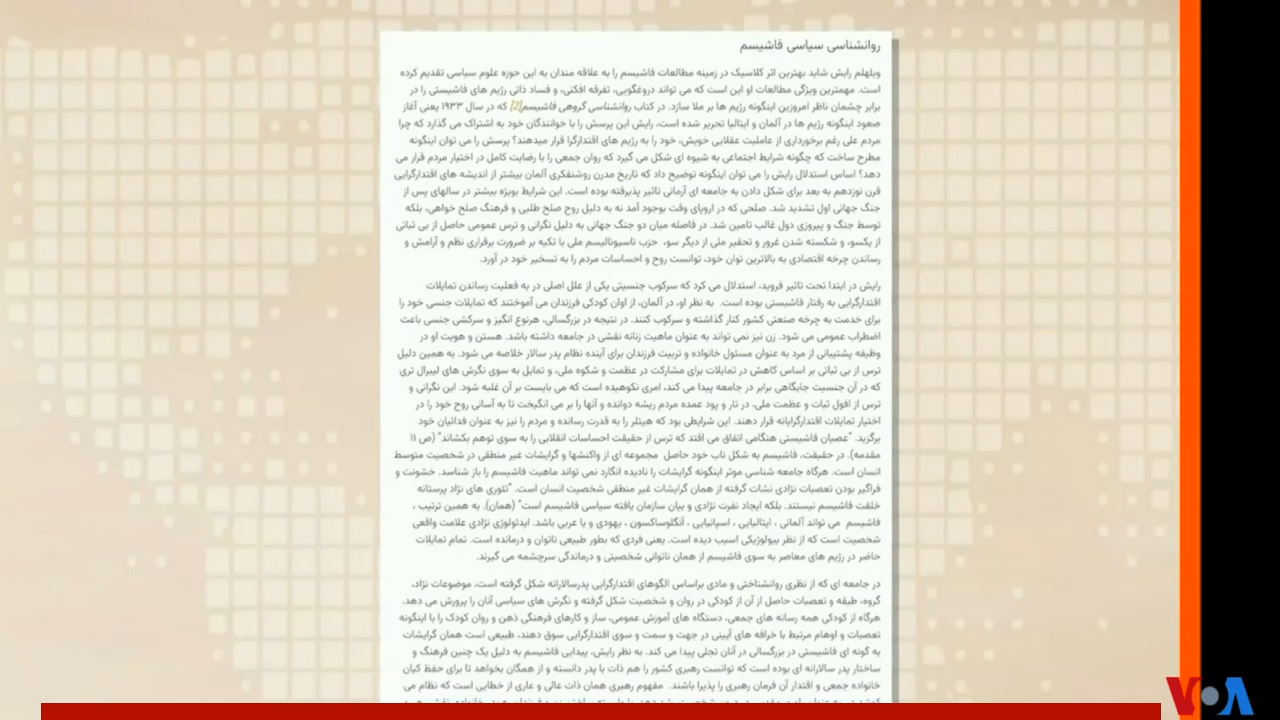 روانشناسی سیاسی فاشیسم
ویلهلم رایش شاید بهترین اثر کلاسیک در زمینه مطالعات فاشیسم را به علاقه مندان به این حوزه علوم سیاسی تقدیم کرده
است. مهمترین ویژگی مطالعات او این است که می تواند دروغگویی، تفرقه افکنی، و فساد ذاتی رژیم های فاشیستی را در
برابر چشمان ناظر امروزین اینگونه رژیم ها بر ملا سازد. در کتاب روانشناسی گروهی فاشیسم[2] که در سال ۱۹۳۳ یعنی آغاز
صعود اینگونه رژیم ها در آلمان و ایتالیا تحریر شده است، رایش این پرسش را با خوانندگان خود به اشتراک می گذارد که چرا
مردم علی رغم برخورداری از عاملیت عقلایی خویش، خود را به رژیم های اقتدارگرا قرار میدهند؟ پرسش را می توان اینگونه
مطرح ساخت که چگونه شرایط اجتماعی به شیوه ای شکل می گیرد که روان جمعی را با رضایت کامل در اختیار مردم قرار می
دهد؟ اساس استدلال رایش را می توان اینگونه توضیح داد که تاریخ مدرن روشنفکری آلمان بیشتر از اندیشه های اقتدارگرایی
قرن نوزدهم به بعد برای شکل دادن به جامعه ای آرمانی تاثیر پذیرفته بوده است. این شرایط بویژه بیشتر در سالهای پس از
جنگ جهانی اول تشدید شد. صلحی که در اروپای وقت بوجود آمد نه به دلیل روح صلح طلبی و فرهنگ صلح خواهی، بلکه
توسط جنگ و پیروزی دول غالب تامین شد. در فاصله میان دو جنگ جهانی به دلیل نگرانی و ترس عمومی حاصل از بی ثباتی
از یکسو، و شکسته شدن غرور و تحقیر ملی از دیگر سو، حزب ناسیونالیسم ملی با تکیه بر ضرورت برقراری نظم و آرامش و
رساندن چرخه اقتصادی به بالاترین توان خود، توانست روح و احساسات مردم را به تسخیر خود در آورد.
رایش در ابتدا تحت تاثیر فروید، استدلال می کرد که سرکوب جنسیتی یکی از علل اصلی در به فعلیت رساندن تمایلات
اقتدارگرایی به رفتار فاشیستی بوده است. به نظر او، در آلمان، از اوان کودکی فرزندان می آموختند که تمایلات جنسی خود را
برای خدمت به چرخه صنعتی کشور کنار گذاشته و سرکوب کنند. در نتیجه در بزرگسالی، هرنوع انگیز و سرکشی جنسی باعث
اضطراب عمومی می شود. زن نیز نمی تواند به عنوان ماهیت زنانه نقشی در جامعه داشته باشد. هستن و هویت او در
وظیفه پشتیبانی از مرد به عنوان مسئول خانواده و تربیت فرزندان برای آینده نظام پدر سالار خلاصه می شود. به همین دلیل
ترس از بی ثباتی بر اساس کاهش در تمایلات برای مشارکت در عظمت و شکوه ملی، و تمایل به سوی نگرش های لیبرال تری
که در آن جنسیت جایگاهی برابر در جامعه پیدا می کند، امری نکوهیده است که می بایست بر آن غلبه شود. این نگرانی و
ترس از افول ثبات و عظمت ملی، در تار و پود عمده مردم ریشه دوانده و آنها را بر می انگیخت تا به آسانی روح خود را در
اختیار تمایلات اقتدارگرایانه قرار دهند. این شرایطی بود که هیتلر را به قدرت رسانده و مردم را نیز به عنوان فدائیان خود
برگزید. "عصیان فاشیستی هنگامی اتفاق می افتد که ترس از حقیقت احساسات انقلابی را به سوی توهم بکشاند" (ص ۱۱
مقدمه). در حقیقت، فاشیسم به شکل ناب خود حاصل مجموعه ای از واکنشها و گرایشات غیر منطقی در شخصیت متوسط
انسان است. هرگاه جامعه شناسی موثر اینگونه گرایشات را نادیده انگارد نمی تواند ماهیت فاشیسم را باز شناسد. خشونت و
فراگیر بودن تعصبات نژادی نشات گرفته از همان گرایشات غیر منطقی شخصیت انسان است. "تئوری های نژاد پرستانه
خلقت فاشیسم نیستند. بلکه ایجاد نفرت نژادی و بیان سازمان یافته سیاسی فاشیسم است" (همان). به همین ترتیب ،
فاشیسم می تواند آلمانی ، ایتالیایی ، اسپانیایی ، آنگلوساکسون ، یهودی و یا عربی باشد. ایدئولوژی نژادی علامت واقعی
شخصیت است که از نظر بیولوژیکی اسیب دیده است. یعنی فردی که بطور طبیعی ناتوان و درمانده است. تمام تمایلات
حاضر در رژیم های معاصر به سوی فاشیسم از همان ناتوانی شخصیتی و درماندگی سرچشمه می گیرند.
در جامعه ای که از نظری روانشناختی و مادی براساس الگوهای اقتدارگرایی پدرسالارانه شکل گرفته است، موضوعات نژاد،
گروه، طبقه و تعصبات حاصل از آن از کودکی در روان و شخصیت شکل گرفته و نگرش های سیاسی آنان را پرورش می دهد.
هرگاه از کودکی همه رسانه های جمعی، دستگاه های آموزش عمومی، ساز و کارهای فرهنگی ذهن و روان کودک را با اینگونه
تعصبات و اوهام مرتبط با خرافه های آیینی در جهت و سمت و سوی اقتدارگرایی سوق دهند، طبیعی است همان گرایشات
به گونه ای فاشیستی در بزرگسالی در آنان تجلی پیدا می کند. به نظر رایش، پیدایی فاشیسم به دلیل یک چنین فرهنگ و
ساختار پدر سالارانه ای بوده است که توانست رهبری کشور را هم ذات با پدر دانسته و از همگان بخواهد تا برای حفظ کیان
خانواده جمعی و اقتدار آن فرمان رهبری را پذیرا باشند. مفهوم رهبری همان ذات عالی و عاری از خطایی است که نظام می
VOA